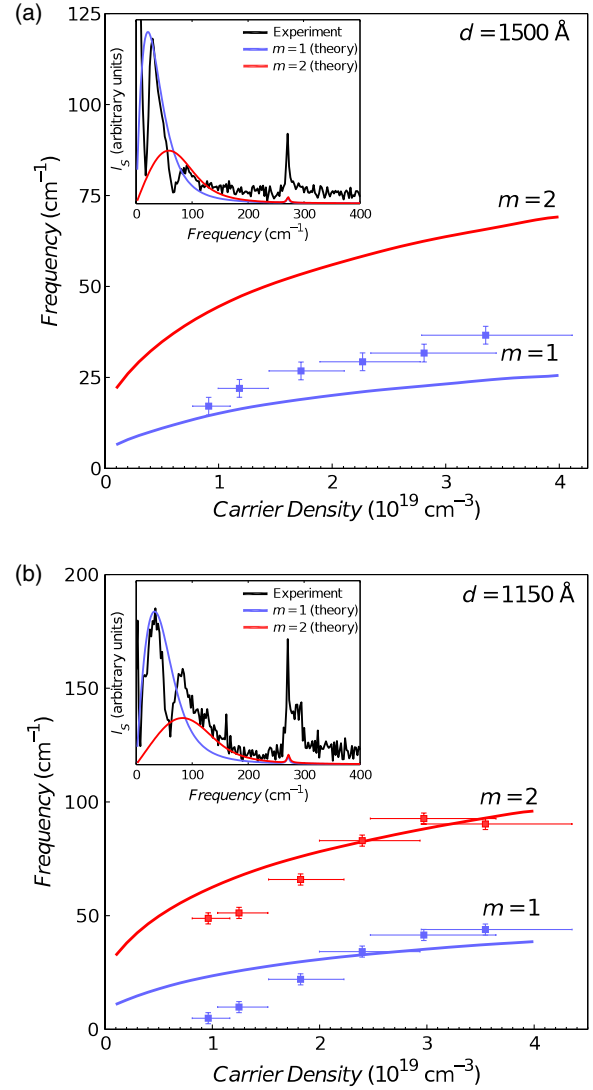 (a)
125
100
75
50
25
0
Frequency (cm⁻¹)
d = 1500 Å
I_S (arbitrary units)
Experiment
m = 1 (theory)
m = 2 (theory)
0 100 200 300 400
Frequency (cm⁻¹)
m = 2
m = 1
0 1 2 3 4
Carrier Density (10¹⁹ cm⁻³)
(b)
200
150
100
50
0
Frequency (cm⁻¹)
d = 1150 Å
I_S (arbitrary units)
Experiment
m = 1 (theory)
m = 2 (theory)
0 100 200 300 400
Frequency (cm⁻¹)
m = 2
m = 1
0 1 2 3 4
Carrier Density (10¹⁹ cm⁻³)